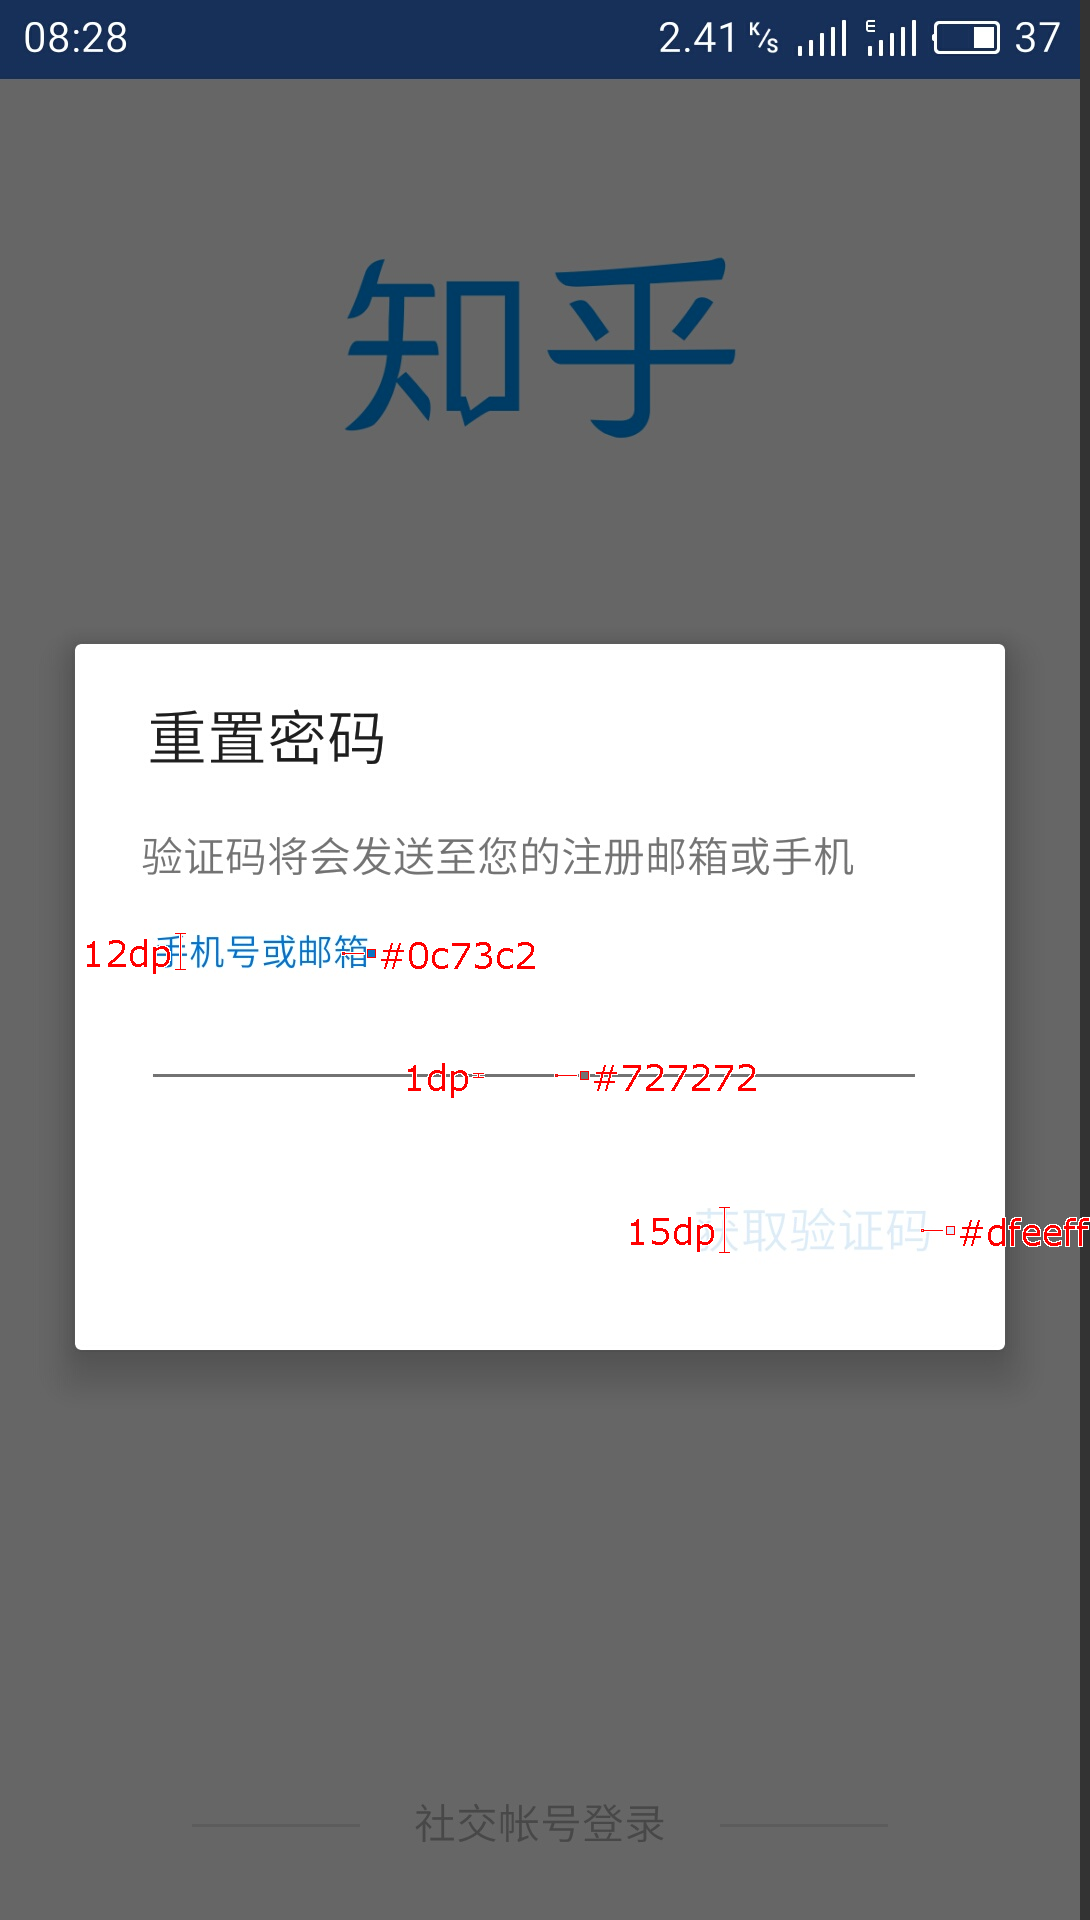 08:28 2.41 K/s E 37
知乎
重置密码
验证码将会发送至您的注册邮箱或手机
12dp 手机号或邮箱 #0c73c2
1dp #727272
15dp 获取验证码 #dfeeff
社交帐号登录